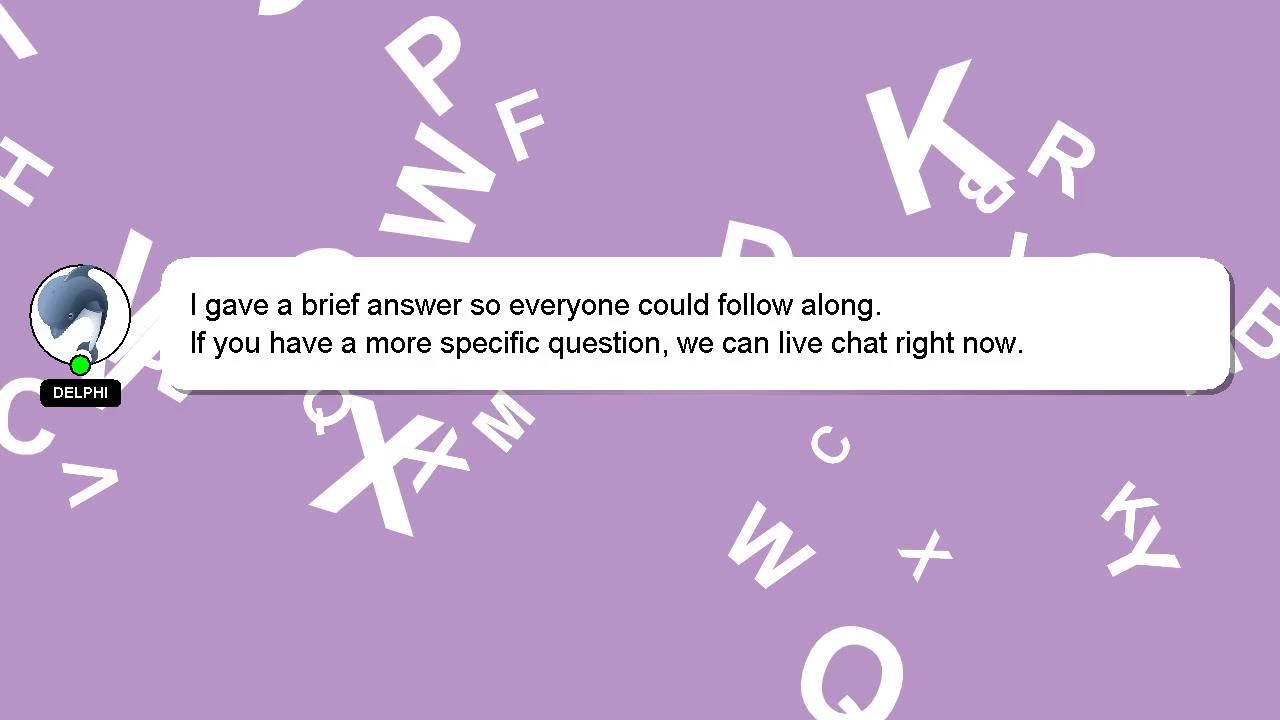 I gave a brief answer so everyone could follow along.
If you have a more specific question, we can live chat right now.
DELPHI
P
F
W
K
R
B
H
D
C
V
Q
X
X
M
C
W
X
K
Y
Q
B